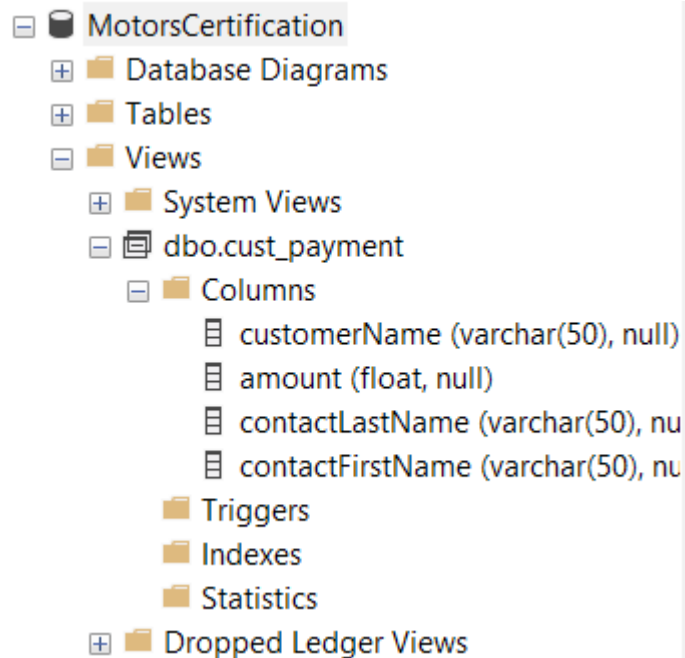 MotorsCertification
Database Diagrams
Tables
Views
System Views
dbo.cust_payment
Columns
customerName (varchar(50), null)
amount (float, null)
contactLastName (varchar(50), nu
contactFirstName (varchar(50), nu
Triggers
Indexes
Statistics
Dropped Ledger Views